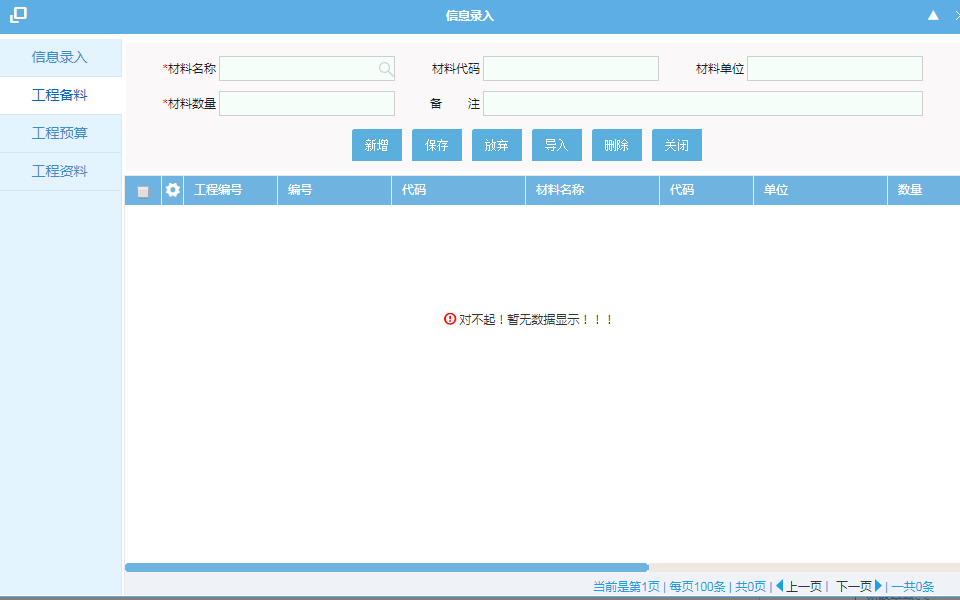 信息录入
信息录入
工程备料
工程预算
工程资料
*材料名称 材料代码 材料单位
*材料数量 备 注
新增 保存 放弃 导入 删除 关闭
工程编号 编号 代码 材料名称 代码 单位 数量
对不起！暂无数据显示！！！
当前是第1页 | 每页100条 | 共0页 | 上一页 | 下一页 | 一共0条